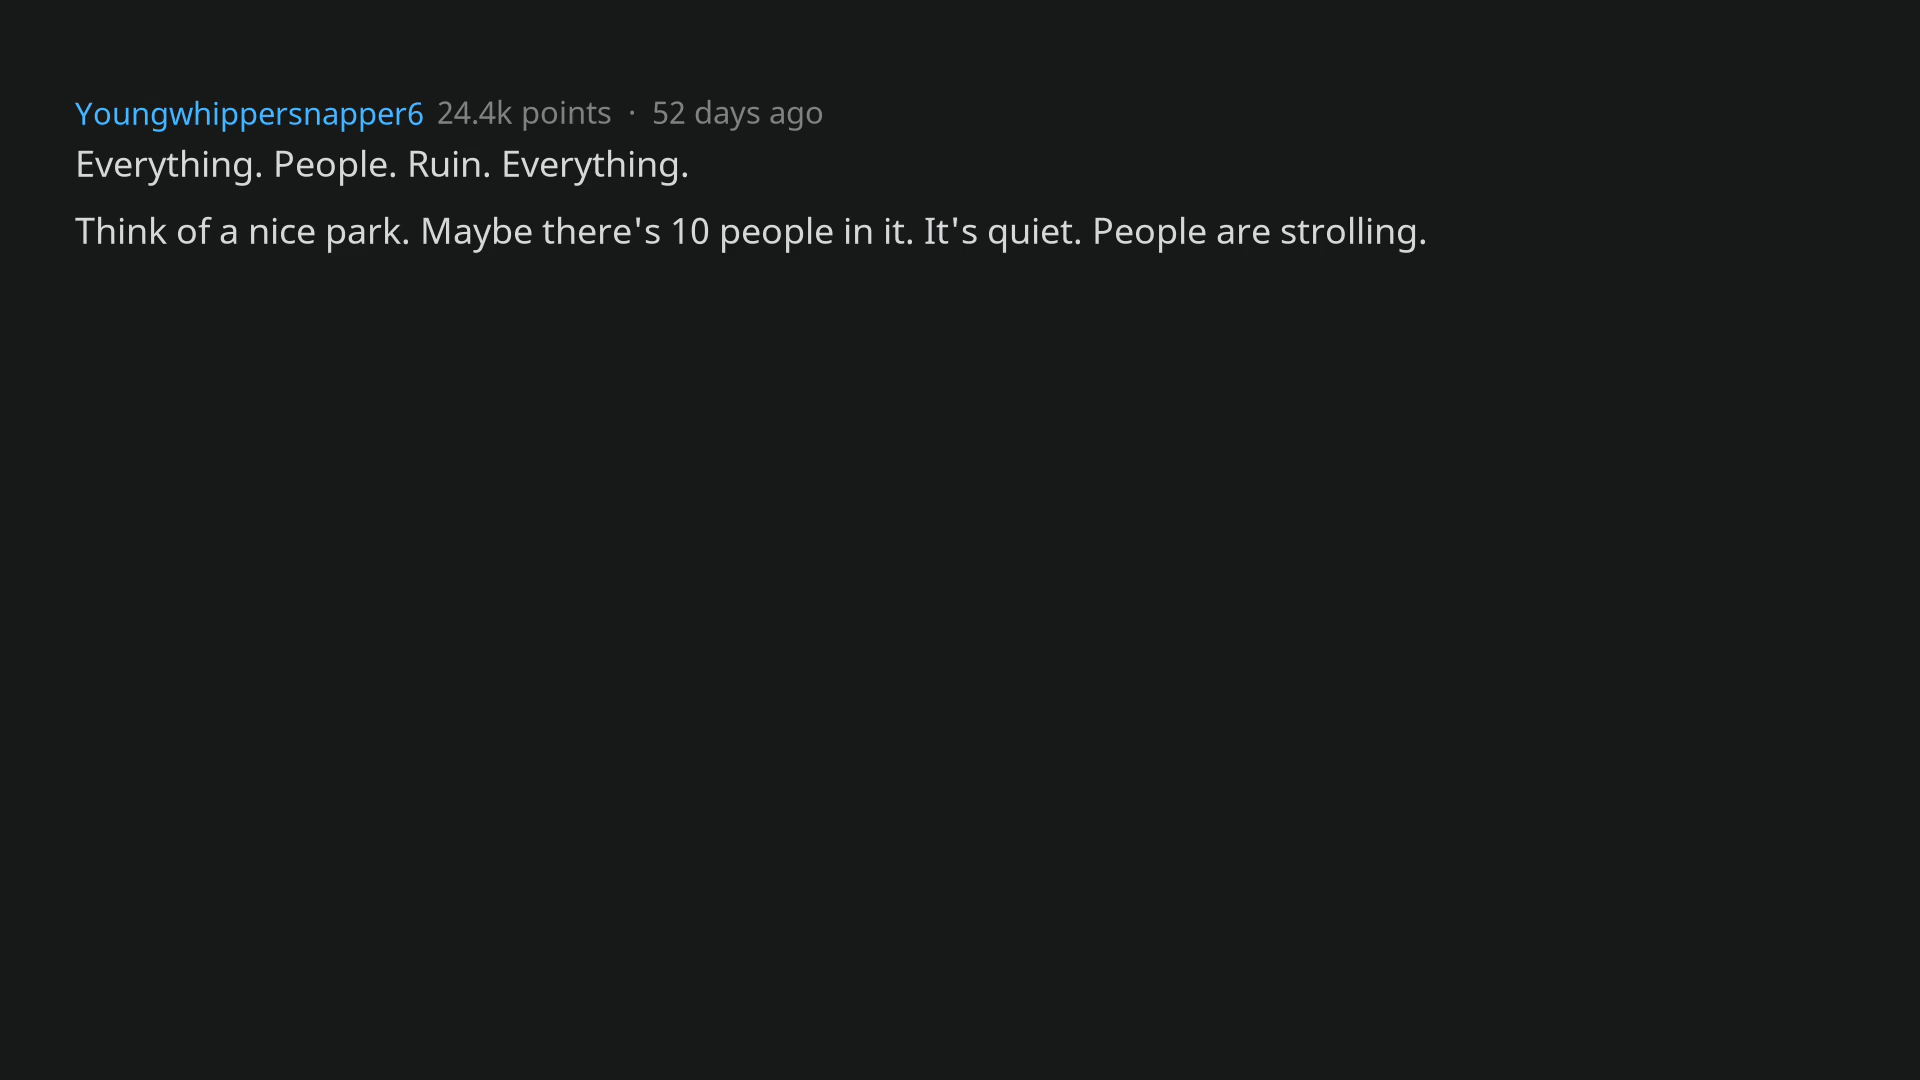 Youngwhippersnapper6 24.4k points · 52 days ago
Everything. People. Ruin. Everything.
Think of a nice park. Maybe there's 10 people in it. It's quiet. People are strolling.